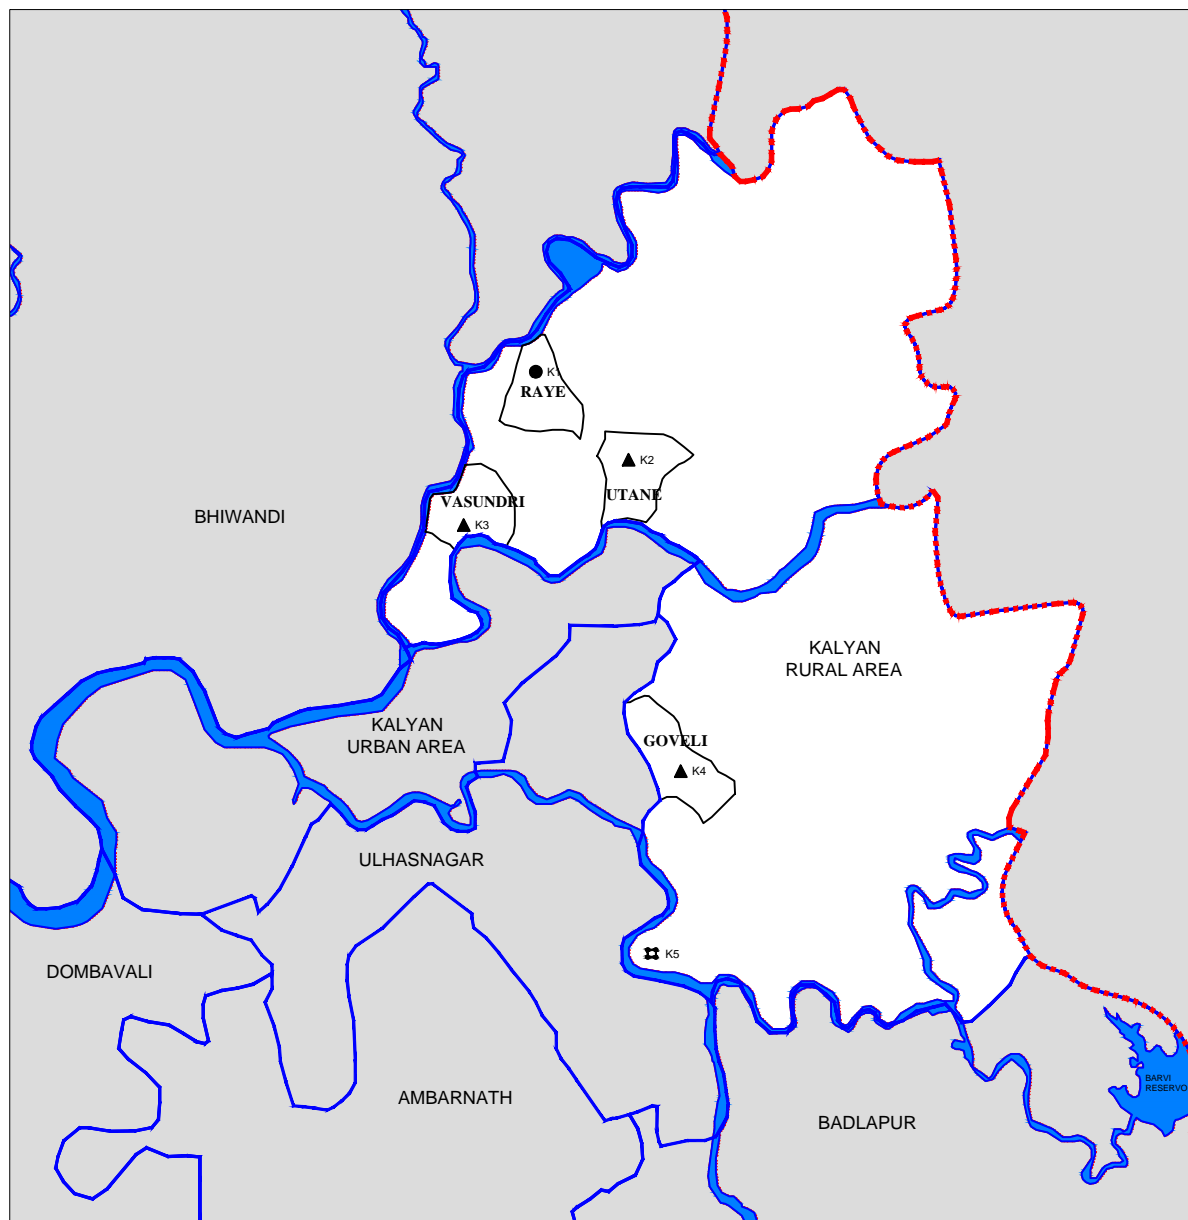 K1
RAYE
K2
UTANE
VASUNDRI
K3
BHIWANDI
KALYAN
RURAL AREA
KALYAN
URBAN AREA
GOVELI
K4
ULHASNAGAR
K5
DOMBAVALI
AMBARNATH
BARVI
RESERVO
BADLAPUR